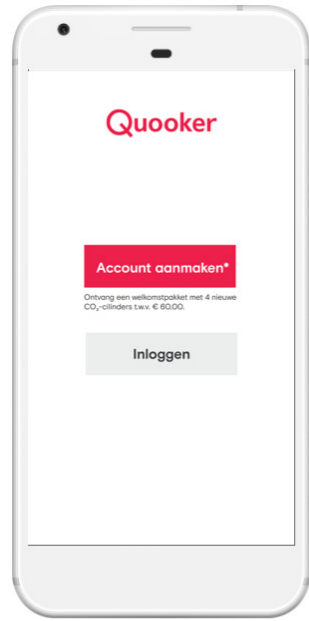 Quooker
Account aanmaken*
Ontvang een welkomstpakket met 4 nieuwe
CO₂-cilinders t.w.v. € 60,00.
Inloggen